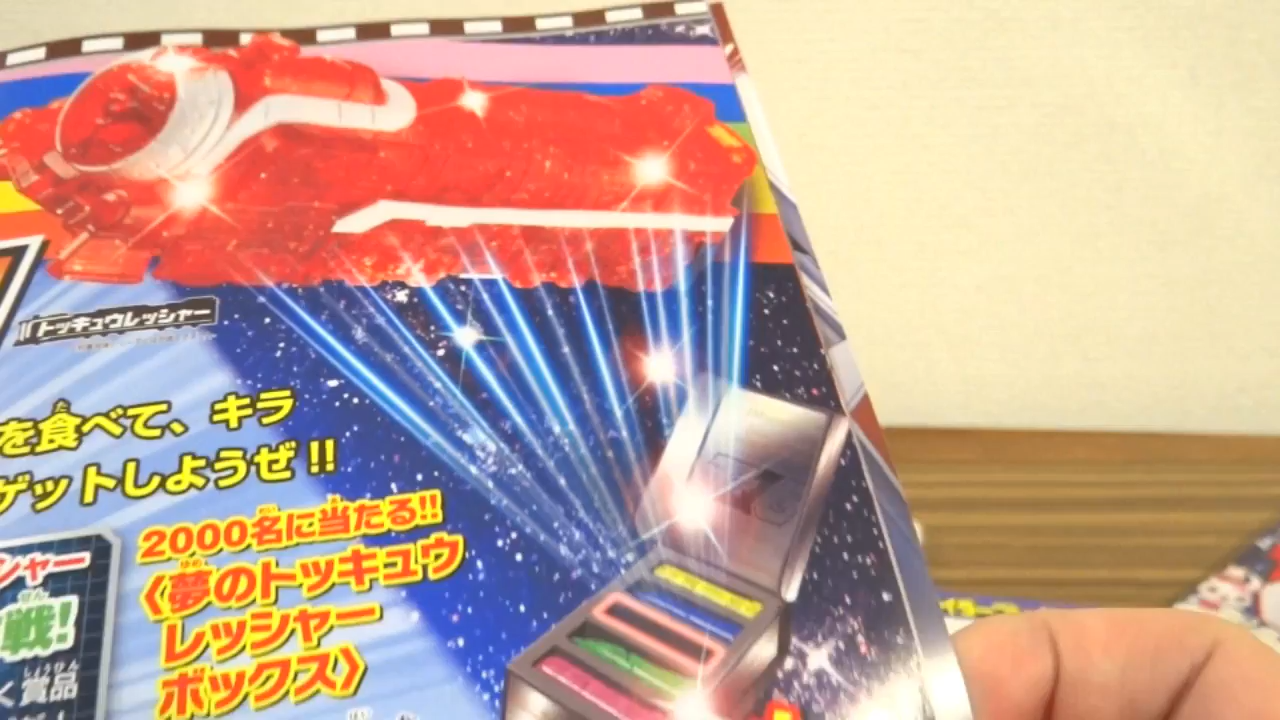 トッキュウレッシャー
を食べて、キラ
ゲットしようぜ!!
2000名に当たる!!
〈夢のトッキュウ
レッシャー
ボックス〉
シャー
戦!
く賞品